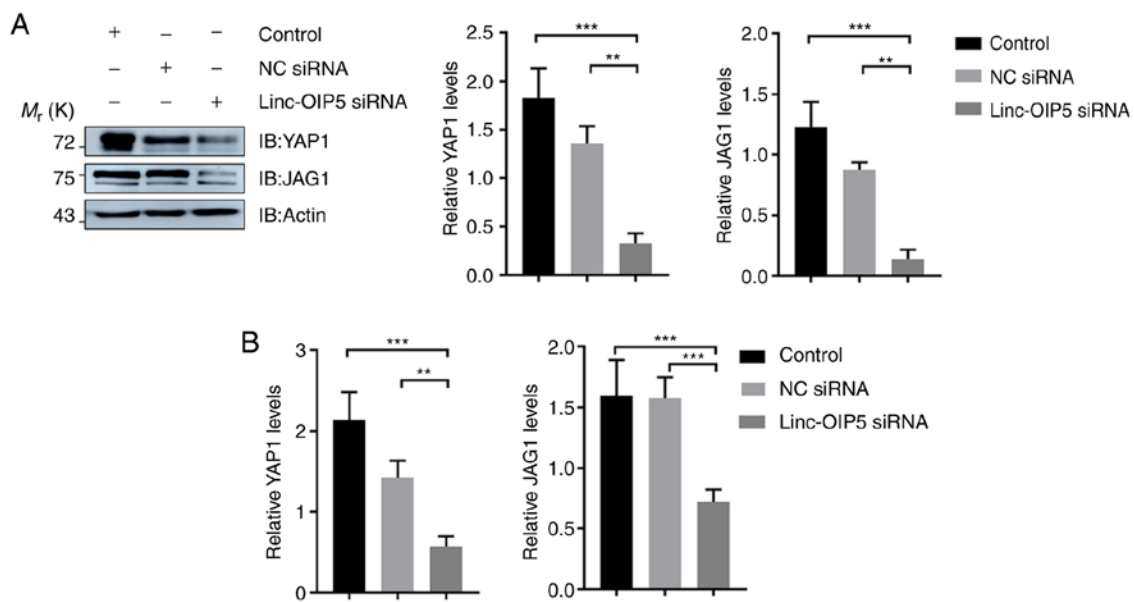 A
+ – – Control
– + – NC siRNA
– – + Linc-OIP5 siRNA
Mr (K)
72 IB:YAP1
75 IB:JAG1
43 IB:Actin
Relative YAP1 levels
2.5
2.0
1.5
1.0
0.5
0.0
***
**
Relative JAG1 levels
2.0
1.5
1.0
0.5
0.0
***
**
Control
NC siRNA
Linc-OIP5 siRNA
B
Relative YAP1 levels
3
2
1
0
***
**
Relative JAG1 levels
2.0
1.5
1.0
0.5
0.0
***
***
Control
NC siRNA
Linc-OIP5 siRNA